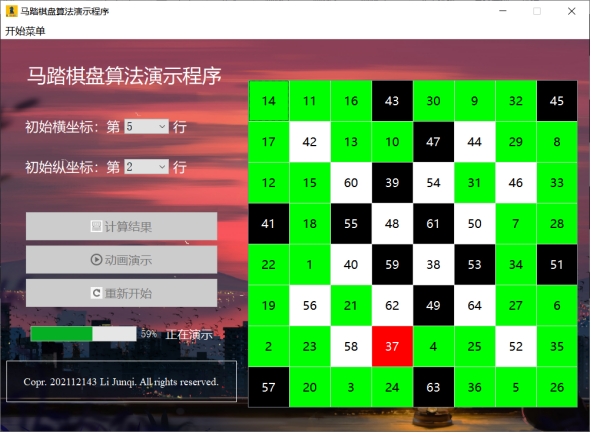 马踏棋盘算法演示程序
开始菜单
马踏棋盘算法演示程序
初始横坐标：第 5 行
初始纵坐标：第 2 行
计算结果
动画演示
重新开始
59% 正在演示
Copr. 202112143 Li Junqi. All rights reserved.
14 11 16 43 30 9 32 45
17 42 13 10 47 44 29 8
12 15 60 39 54 31 46 33
41 18 55 48 61 50 7 28
22 1 40 59 38 53 34 51
19 56 21 62 49 64 27 6
2 23 58 37 4 25 52 35
57 20 3 24 63 36 5 26